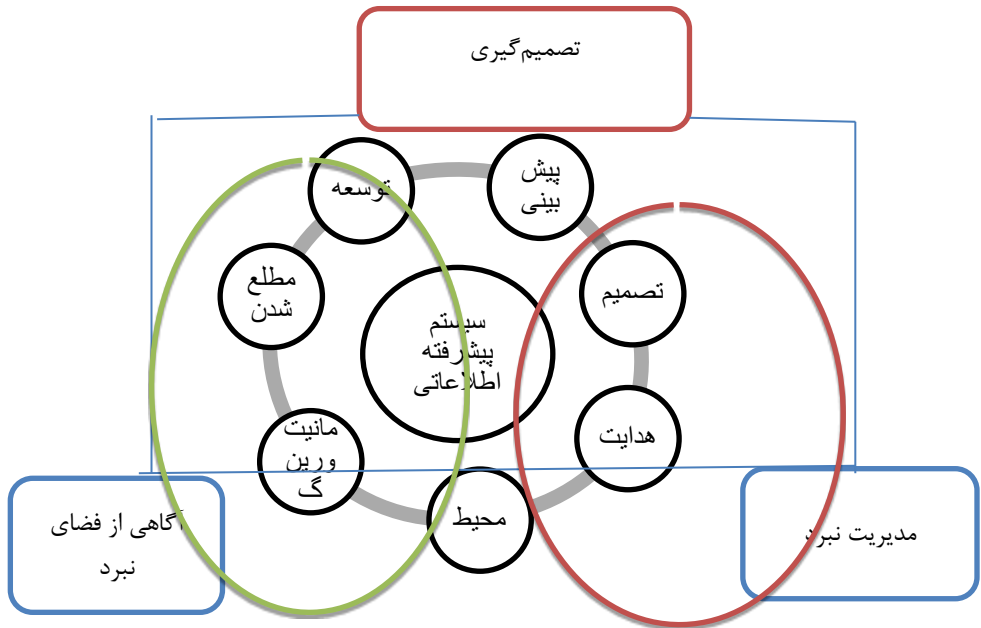 تصمیم‌گیری
پیش
بینی
توسعه
تصمیم
مطلع
شدن
سیستم
پیشرفته
اطلاعاتی
هدایت
مانیت
ورین
گ
محیط
آگاهی از فضای
نبرد
مدیریت نبرد